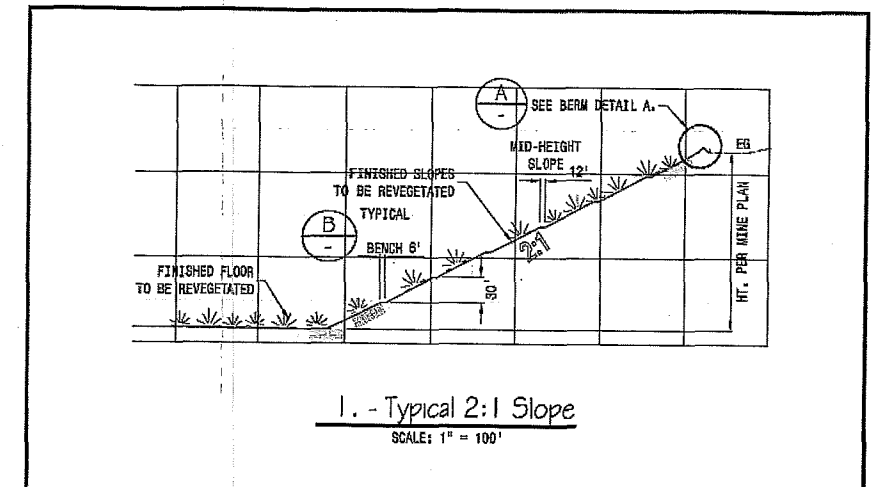 A
-
SEE BERM DETAIL A.
EG
MID-HEIGHT
SLOPE 12'
FINISHED SLOPES
TO BE REVEGETATED
TYPICAL
B
-
BENCH 6'
2:1
FINISHED FLOOR
TO BE REVEGETATED
30'
HT. PER MINE PLAN
1. - Typical 2:1 Slope
SCALE: 1" = 100'